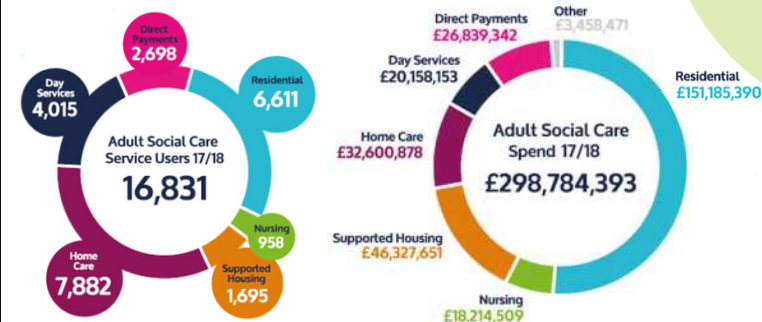 Direct
Payments
2,698
Residential
6,611
Nursing
958
Supported
Housing
1,695
Home
Care
7,882
Day
Services
4,015
Adult Social Care
Service Users 17/18
16,831
Other
£3,458,471
Residential
£151,185,390
Nursing
£18,214,509
Supported Housing
£46,327,651
Home Care
£32,600,878
Day Services
£20,158,153
Direct Payments
£26,839,342
Adult Social Care
Spend 17/18
£298,784,393